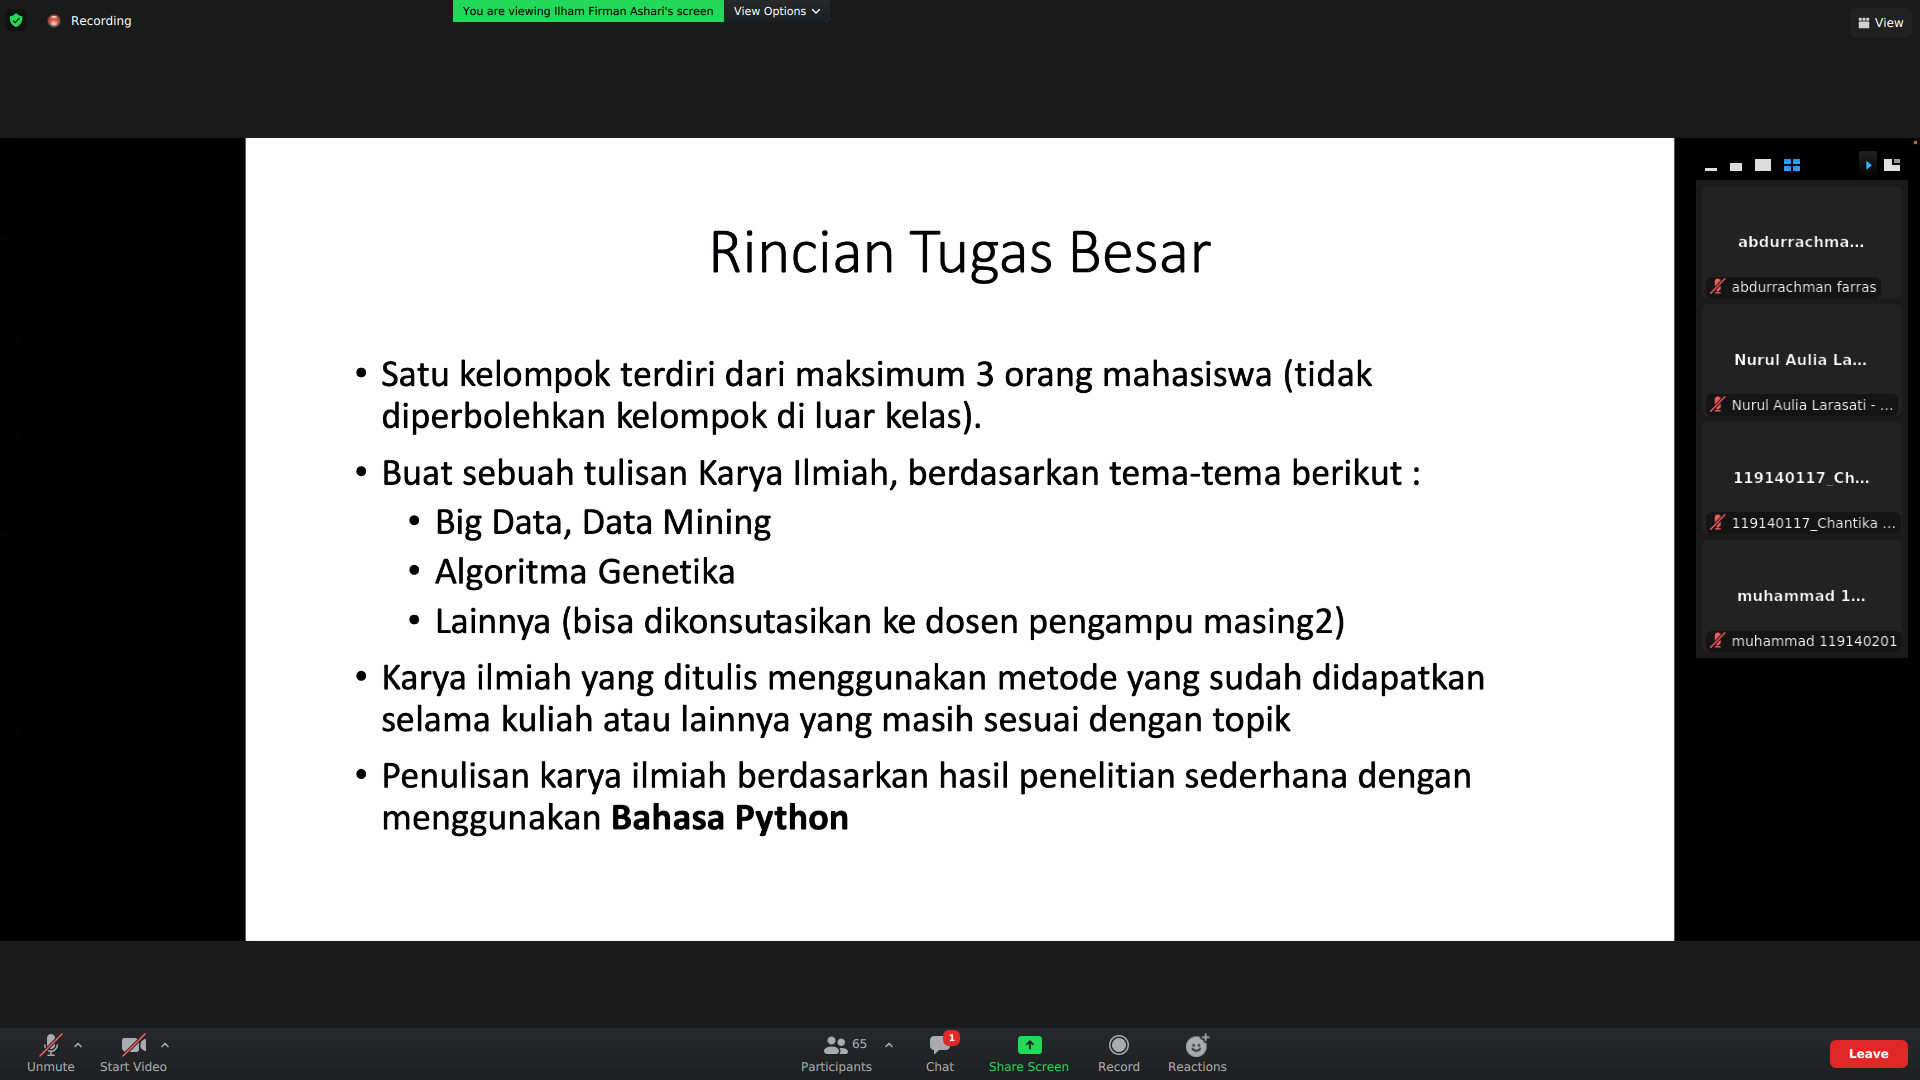 Recording
You are viewing Ilham Firman Ashari's screen
View Options
View
Rincian Tugas Besar
• Satu kelompok terdiri dari maksimum 3 orang mahasiswa (tidak
diperbolehkan kelompok di luar kelas).
• Buat sebuah tulisan Karya Ilmiah, berdasarkan tema-tema berikut :
• Big Data, Data Mining
• Algoritma Genetika
• Lainnya (bisa dikonsutasikan ke dosen pengampu masing2)
• Karya ilmiah yang ditulis menggunakan metode yang sudah didapatkan
selama kuliah atau lainnya yang masih sesuai dengan topik
• Penulisan karya ilmiah berdasarkan hasil penelitian sederhana dengan
menggunakan Bahasa Python
abdurrachma...
abdurrachman farras
Nurul Aulia La...
Nurul Aulia Larasati - ...
119140117_Ch...
119140117_Chantika ...
muhammad 1...
muhammad 119140201
Unmute
Start Video
65
Participants
1
Chat
Share Screen
Record
Reactions
Leave